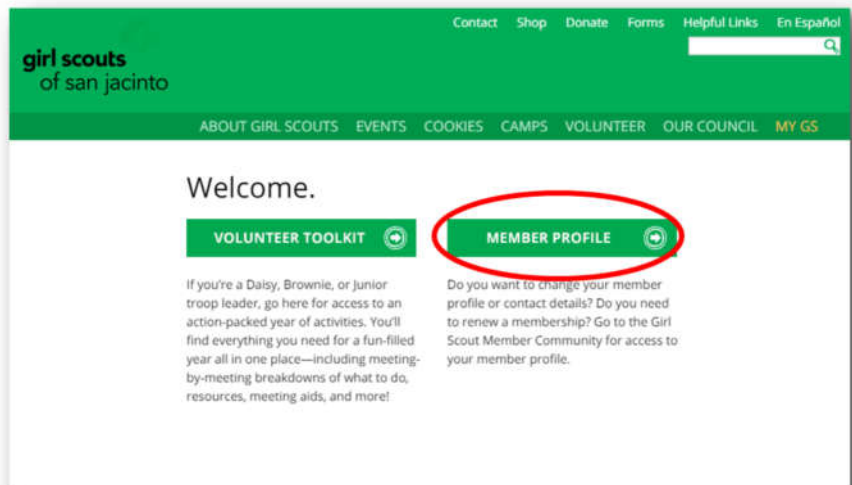 Contact Shop Donate Forms Helpful Links En Español
girl scouts
of san jacinto
ABOUT GIRL SCOUTS EVENTS COOKIES CAMPS VOLUNTEER OUR COUNCIL MY GS
Welcome.
VOLUNTEER TOOLKIT
If you're a Daisy, Brownie, or Junior
troop leader, go here for access to an
action-packed year of activities. You'll
find everything you need for a fun-filled
year all in one place—including meeting-
by-meeting breakdowns of what to do,
resources, meeting aids, and more!
MEMBER PROFILE
Do you want to change your member
profile or contact details? Do you need
to renew a membership? Go to the Girl
Scout Member Community for access to
your member profile.